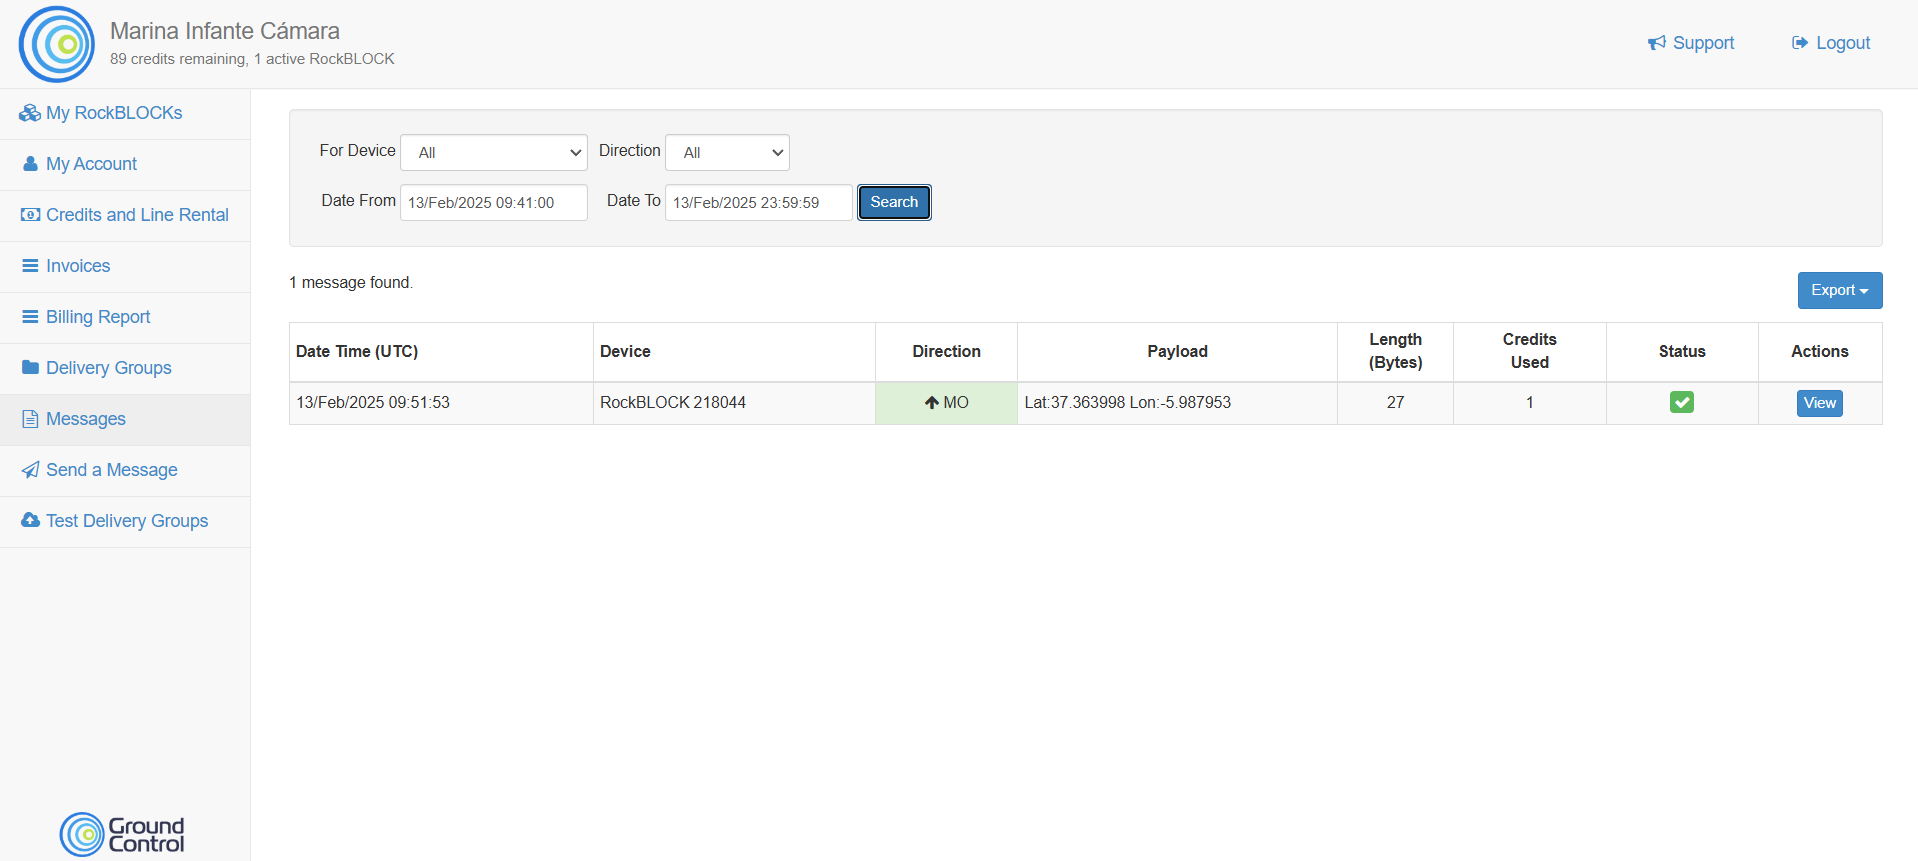 Marina Infante Cámara
89 credits remaining, 1 active RockBLOCK
Support
Logout
My RockBLOCKs
My Account
Credits and Line Rental
Invoices
Billing Report
Delivery Groups
Messages
Send a Message
Test Delivery Groups
Ground
Control
For Device All Direction All
Date From 13/Feb/2025 09:41:00 Date To 13/Feb/2025 23:59:59 Search
1 message found.
Export
Date Time (UTC) Device Direction Payload Length (Bytes) Credits Used Status Actions
13/Feb/2025 09:51:53 RockBLOCK 218044 MO Lat:37.363998 Lon:-5.987953 27 1 View